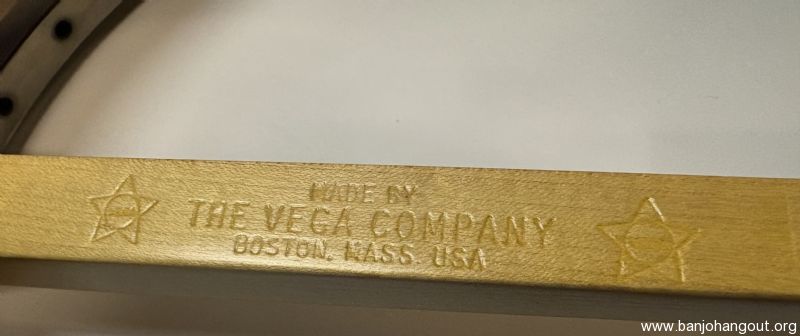 MADE BY
THE VEGA COMPANY
BOSTON, MASS. USA
www.banjohangout.org